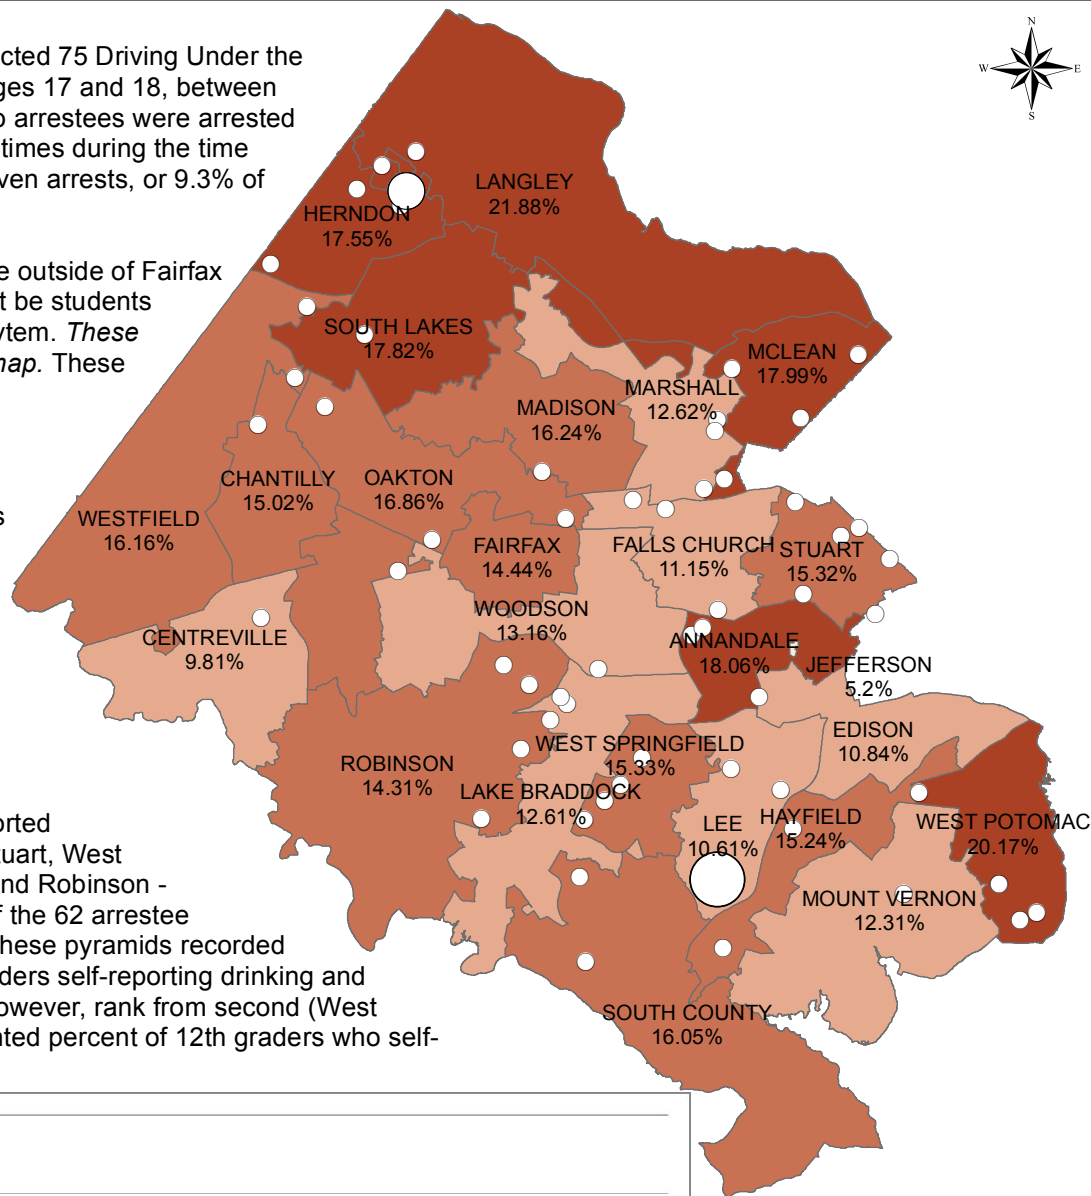 N
W E
S
cted 75 Driving Under the
ges 17 and 18, between
o arrestees were arrested
times during the time
ven arrests, or 9.3% of
e outside of Fairfax
t be students
ytem. These
nap. These
s
orted
tuart, West
nd Robinson -
f the 62 arrestee
hese pyramids recorded
ders self-reporting drinking and
owever, rank from second (West
nted percent of 12th graders who self-
LANGLEY
21.88%
HERNDON
17.55%
SOUTH LAKES
17.82%
MCLEAN
17.99%
MARSHALL
12.62%
MADISON
16.24%
CHANTILLY
15.02%
OAKTON
16.86%
WESTFIELD
16.16%
FAIRFAX
14.44%
FALLS CHURCH
11.15%
STUART
15.32%
WOODSON
13.16%
CENTREVILLE
9.81%
ANNANDALE
18.06%
JEFFERSON
5.2%
EDISON
10.84%
WEST SPRINGFIELD
15.33%
ROBINSON
14.31%
LAKE BRADDOCK
12.61%
LEE
10.61%
HAYFIELD
15.24%
WEST POTOMAC
20.17%
MOUNT VERNON
12.31%
SOUTH COUNTY
16.05%